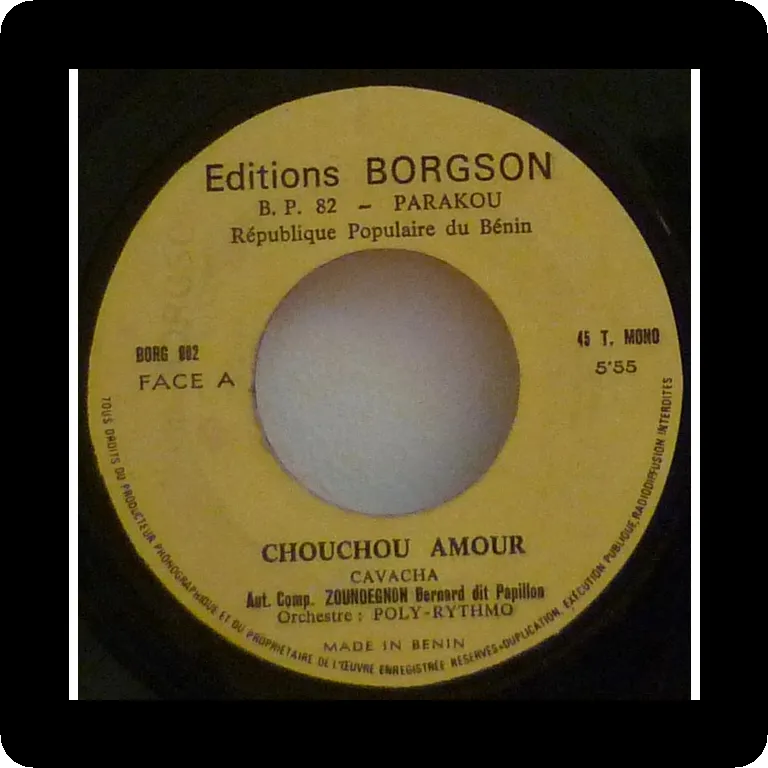 Editions BORGSON
B. P. 82 – PARAKOU
République Populaire du Bénin
BORG 002
FACE A
45 T. MONO
5'55
CHOUCHOU AMOUR
CAVACHA
Aut. Comp. ZOUNDEGNON Bernard dit Papillon
Orchestre : POLY-RYTHMO
MADE IN BENIN
TOUS DROITS DU PRODUCTEUR PHONOGRAPHIQUE ET DU PROPRIETAIRE DE L'ŒUVRE ENREGISTRÉE RÉSERVÉS • DUPLICATION, EXÉCUTION PUBLIQUE, RADIODIFFUSION INTERDITES